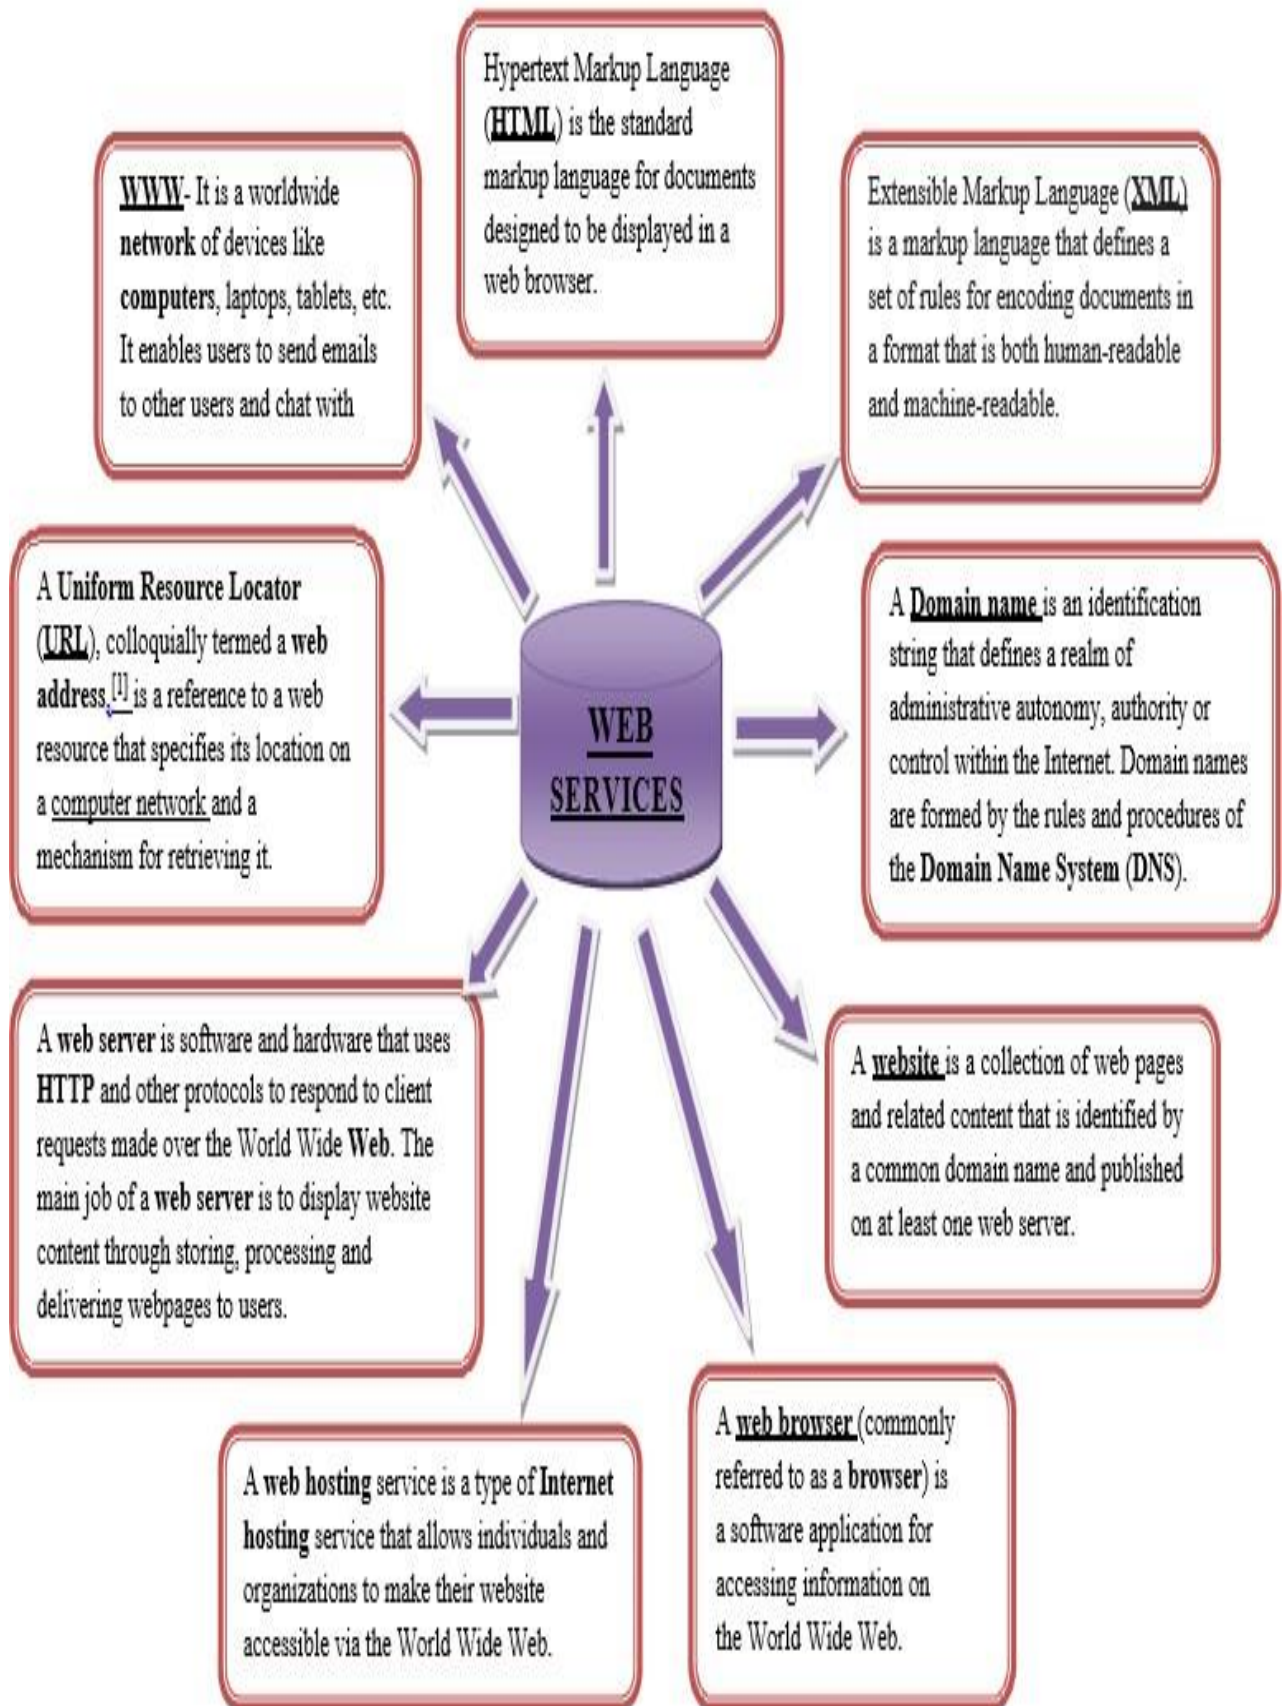 Hypertext Markup Language
(HTML) is the standard
markup language for documents
designed to be displayed in a
web browser.
WWW- It is a worldwide
network of devices like
computers, laptops, tablets, etc.
It enables users to send emails
to other users and chat with
Extensible Markup Language (XML)
is a markup language that defines a
set of rules for encoding documents in
a format that is both human-readable
and machine-readable.
A Uniform Resource Locator
(URL), colloquially termed a web
address,[1] is a reference to a web
resource that specifies its location on
a computer network and a
mechanism for retrieving it.
WEB
SERVICES
A Domain name is an identification
string that defines a realm of
administrative autonomy, authority or
control within the Internet. Domain names
are formed by the rules and procedures of
the Domain Name System (DNS).
A web server is software and hardware that uses
HTTP and other protocols to respond to client
requests made over the World Wide Web. The
main job of a web server is to display website
content through storing, processing and
delivering webpages to users.
A website is a collection of web pages
and related content that is identified by
a common domain name and published
on at least one web server.
A web hosting service is a type of Internet
hosting service that allows individuals and
organizations to make their website
accessible via the World Wide Web.
A web browser (commonly
referred to as a browser) is
a software application for
accessing information on
the World Wide Web.